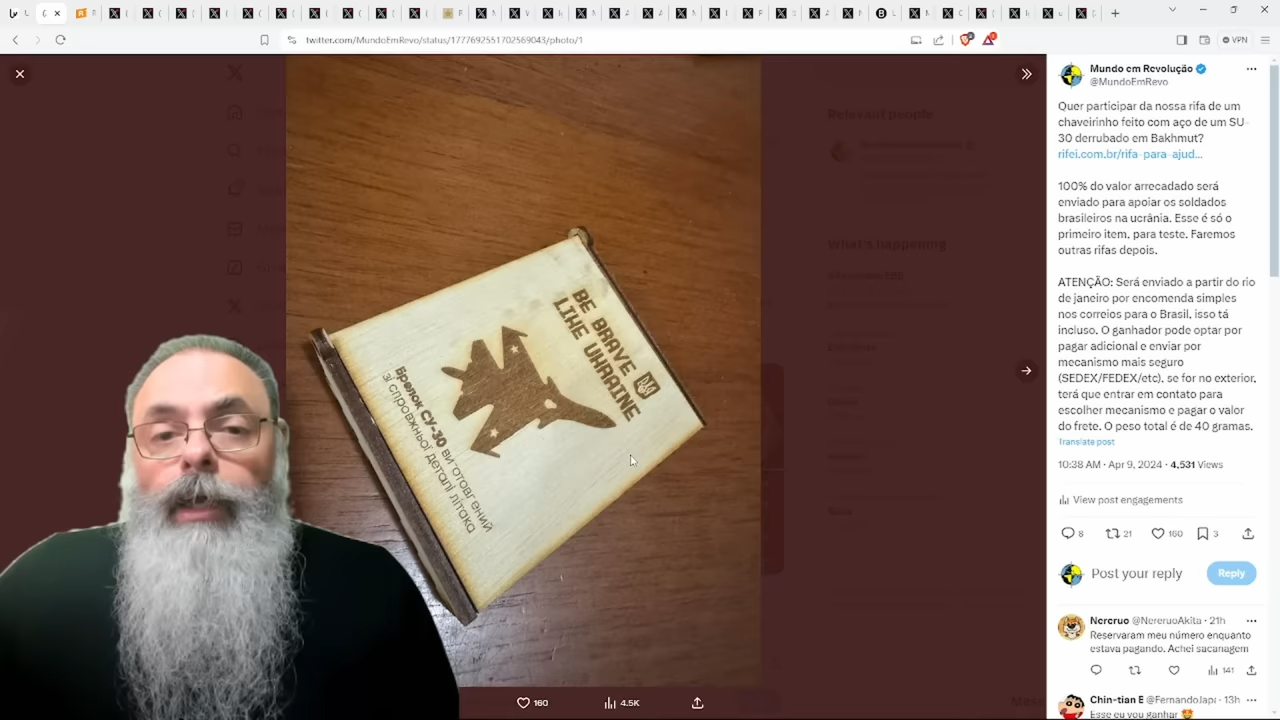 twitter.com/MundoEmRevo/status/1777692551702569043/photo/1
VPN
Relevant people
What's happening
BE BRAVE
LIKE UKRAINE
Брелок СУ-30 виготовлений
зі справжньої деталі літака
160
4.5K
Mundo em Revolução
@MundoEmRevo
Quer participar da nossa rifa de um
chaveirinho feito com aço de um SU-
30 derrubado em Bakhmut?
rifei.com.br/rifa-para-ajud...
100% do valor arrecadado será
enviado para apoiar os soldados
brasileiros na ucrânia. Esse é só o
primeiro item, para teste. Faremos
outras rifas depois.
ATENÇÃO: Será enviado a partir do rio
de janeiro por encomenda simples
nos correios para o Brasil, isso tá
incluso. O ganhador pode optar por
pagar adicional e enviar por
mecanismo mais seguro
(SEDEX/FEDEX/etc), se for no exterior,
terá que entrar em contato para
escolher mecanismo e pagar o valor
do frete. O peso total é de 40 gramas.
Translate post
10:38 AM · Apr 9, 2024 · 4,531 Views
View post engagements
8 21 160 3
Post your reply
Reply
Nereruo @NereruoAkita · 21h
Reservaram meu número enquanto
estava pagando. Achei sacanagem
141
Chin-tian E @FernandoJapa · 13h
Esse eu vou ganhar